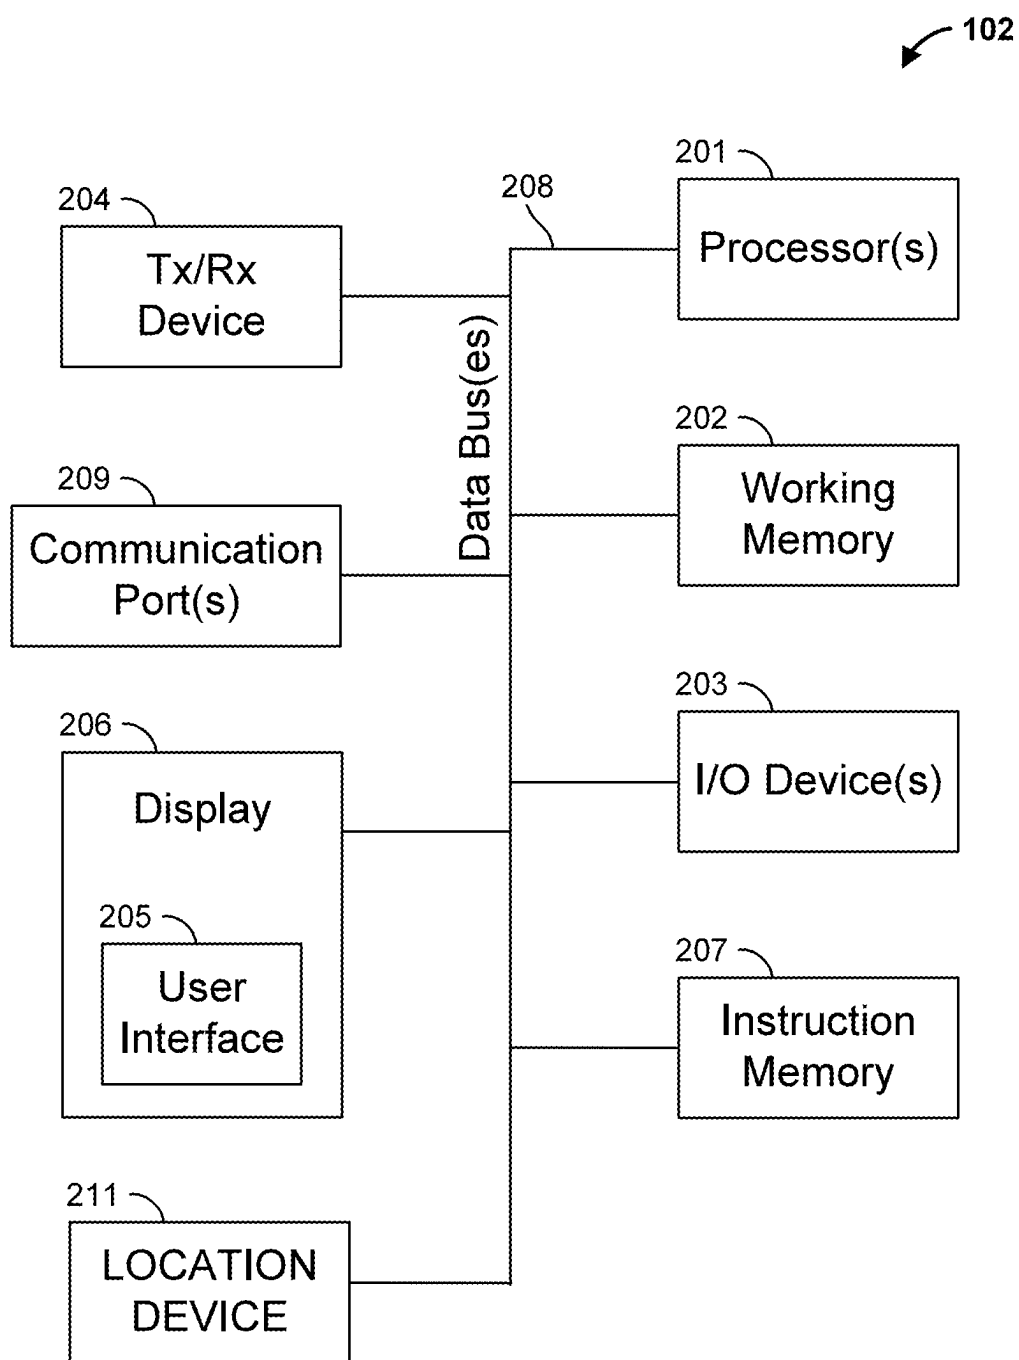 102
201
204
208
Processor(s)
Tx/Rx
Device
Data Bus(es)
202
209
Working
Memory
Communication
Port(s)
203
206
I/O Device(s)
Display
205
207
User
Interface
Instruction
Memory
211
LOCATION
DEVICE